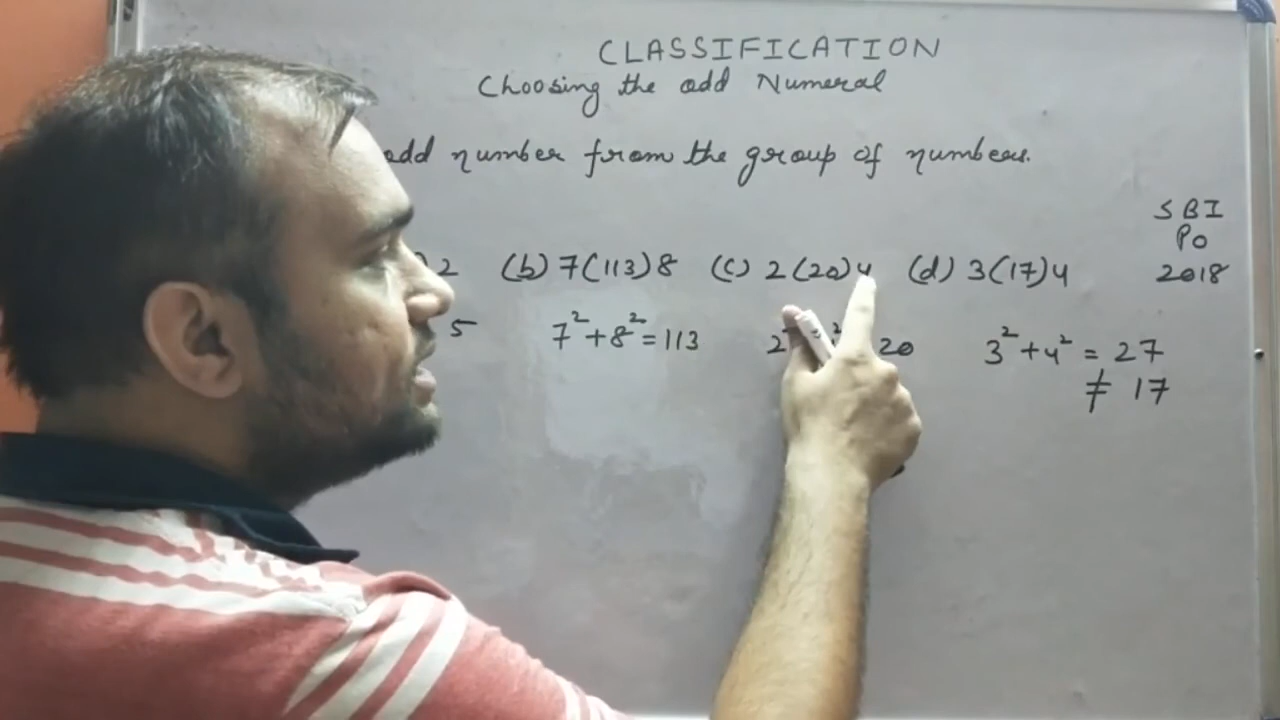 CLASSIFICATION
Choosing the odd Numeral
odd number from the group of numbers.
SBI
PO
2018
)2 (b) 7(113)8 (c) 2(20)4 (d) 3(17)4
5 7²+8²=113 2² ² 20 3²+4² = 27
≠ 17